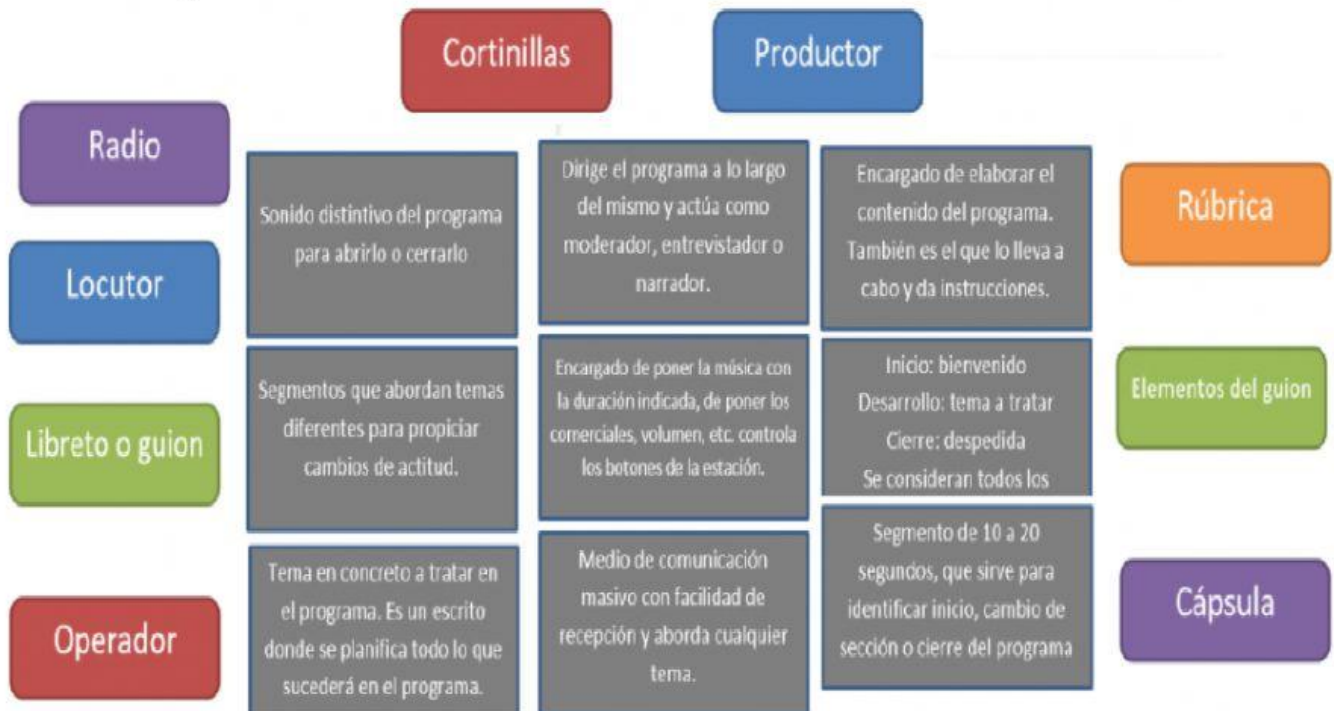 Cortinillas
Productor
Radio
Locutor
Libreto o guion
Operador
Sonido distintivo del programa
para abrirlo o cerrarlo
Dirige el programa a lo largo
del mismo y actúa como
moderador, entrevistador o
narrador.
Encargado de elaborar el
contenido del programa.
También es el que lo lleva a
cabo y da instrucciones.
Segmentos que abordan temas
diferentes para propiciar
cambios de actitud.
Encargado de poner la música con
la duración indicada, de poner los
comerciales, volumen, etc. controla
los botones de la estación.
Inicio: bienvenido
Desarrollo: tema a tratar
Cierre: despedida
Se consideran todos los
Tema en concreto a tratar en
el programa. Es un escrito
donde se planifica todo lo que
sucederá en el programa.
Medio de comunicación
masivo con facilidad de
recepción y aborda cualquier
tema.
Segmento de 10 a 20
segundos, que sirve para
identificar inicio, cambio de
sección o cierre del programa
Rúbrica
Elementos del guion
Cápsula